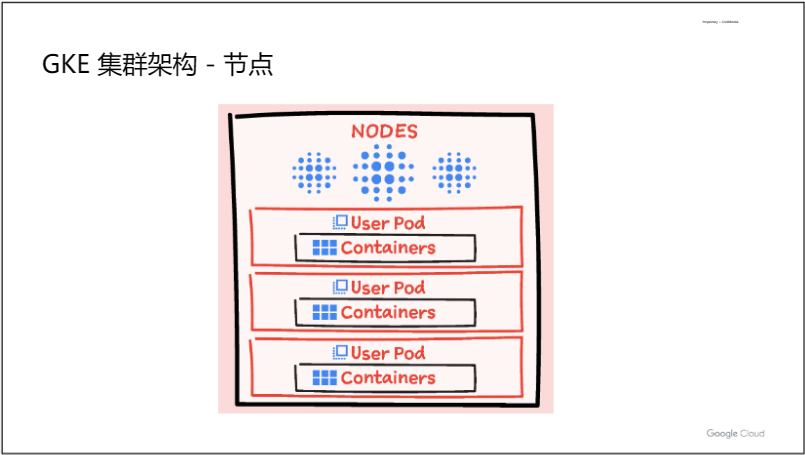 Proprietary + Confidential
GKE 集群架构 - 节点
NODES
User Pod
Containers
User Pod
Containers
User Pod
Containers
Google Cloud